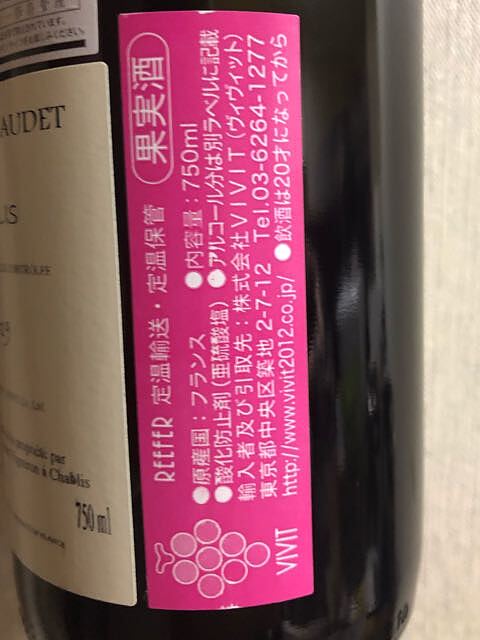 REEFER 定温輸送・定温保管 果実酒
●原産国：フランス ●内容量：750ml
●酸化防止剤(亜硫酸塩) ●アルコール分は別ラベルに記載
輸入者及び引取先：株式会社VIVIT (ヴィヴィット)
東京都中央区築地 2-7-12 Tel.03-6264-1277
http://www.vivit2012.co.jp/ ●飲酒は20才になってから
VIVIT
AUDET
LIS
750 ml
à Chablis